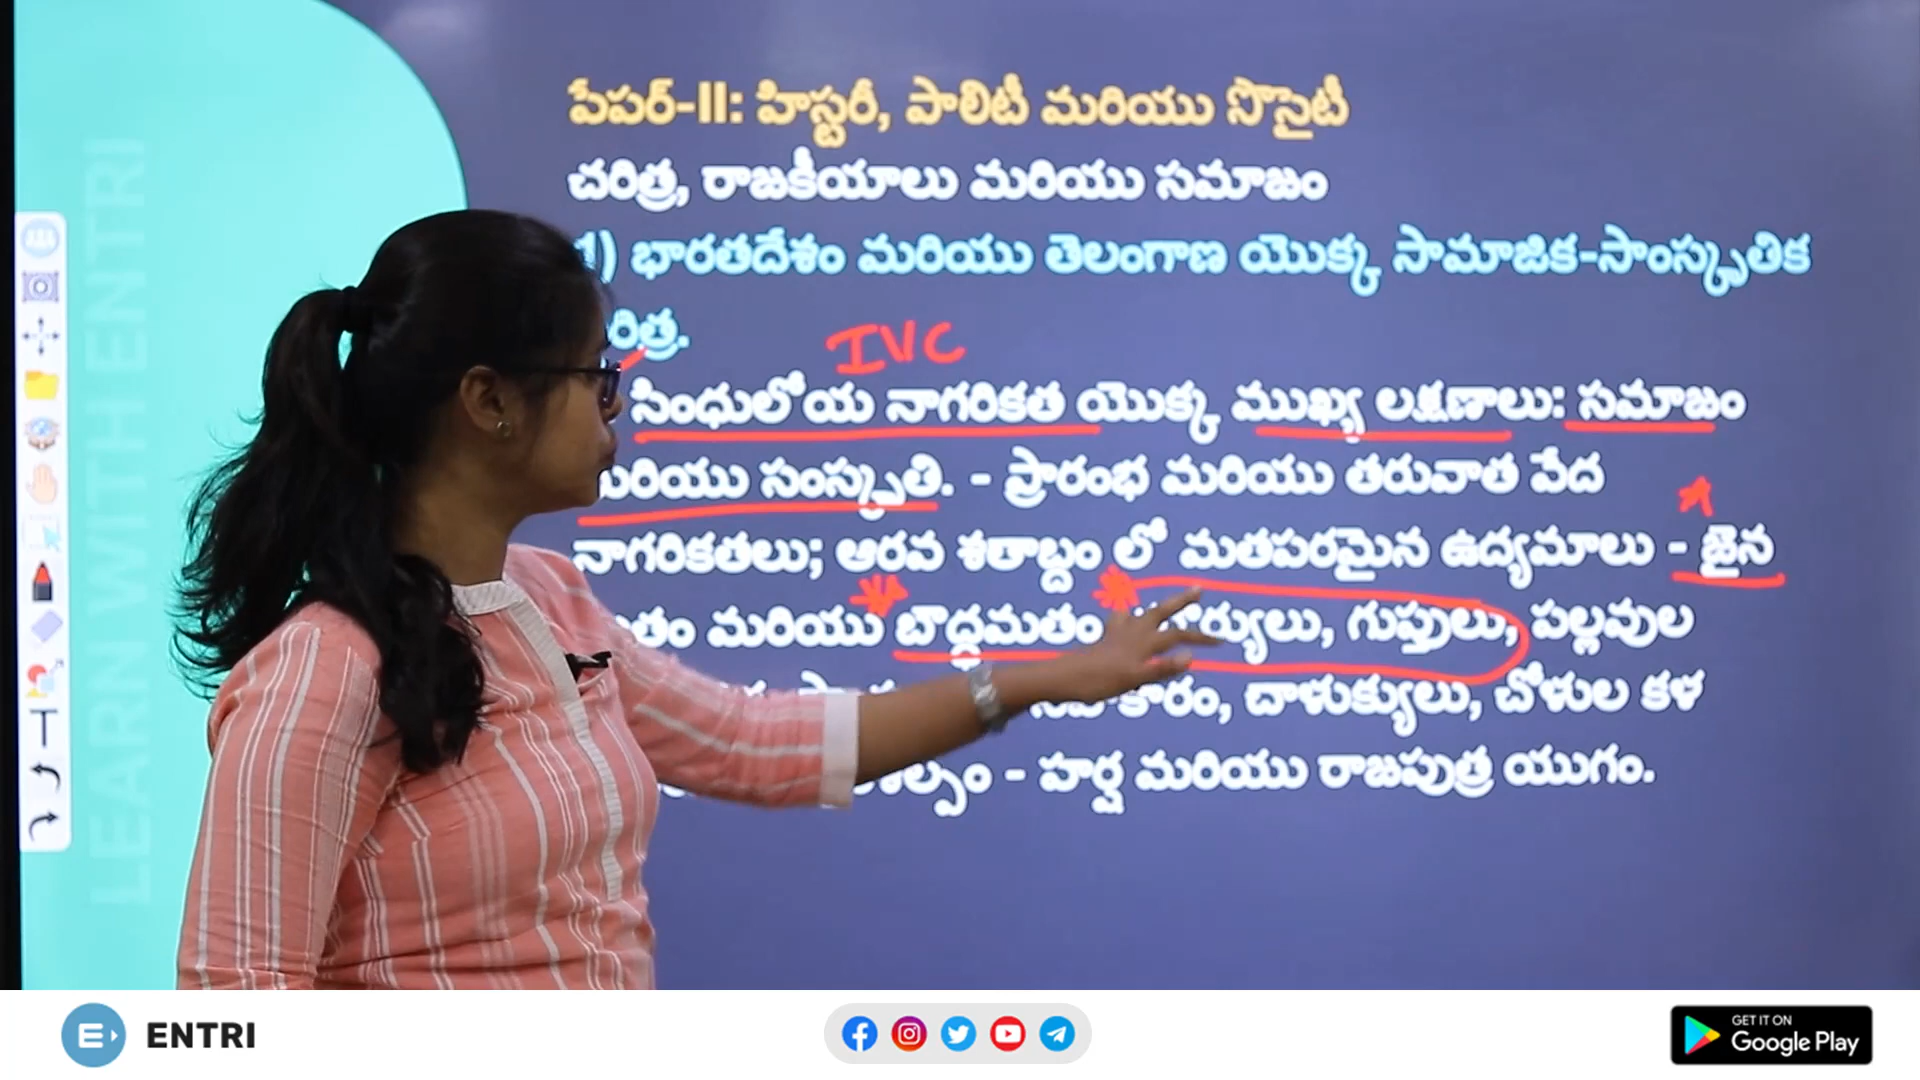 పేపర్-II: హిస్టరీ, పాలిటీ మరియు సొసైటీ
చరిత్ర, రాజకీయాలు మరియు సమాజం
1) భారతదేశం మరియు తెలంగాణ యొక్క సామాజిక-సాంస్కృతిక
రిత్ర.
IVC
సింధులోయ నాగరికత యొక్క ముఖ్య లక్షణాలు: సమాజం
మరియు సంస్కృతి. - ప్రారంభ మరియు తరువాత వేద
నాగరికతలు; ఆరవ శతాబ్దం లో మతపరమైన ఉద్యమాలు - జైన
తం మరియు బౌద్ధమతం ర్యులు, గుప్తులు, పల్లవుల
కారం, చాళుక్యులు, చోళుల కళ
ల్పం - హర్ష మరియు రాజపుత్ర యుగం.
LEARN WITH ENTRI
ENTRI
GET IT ON
Google Play